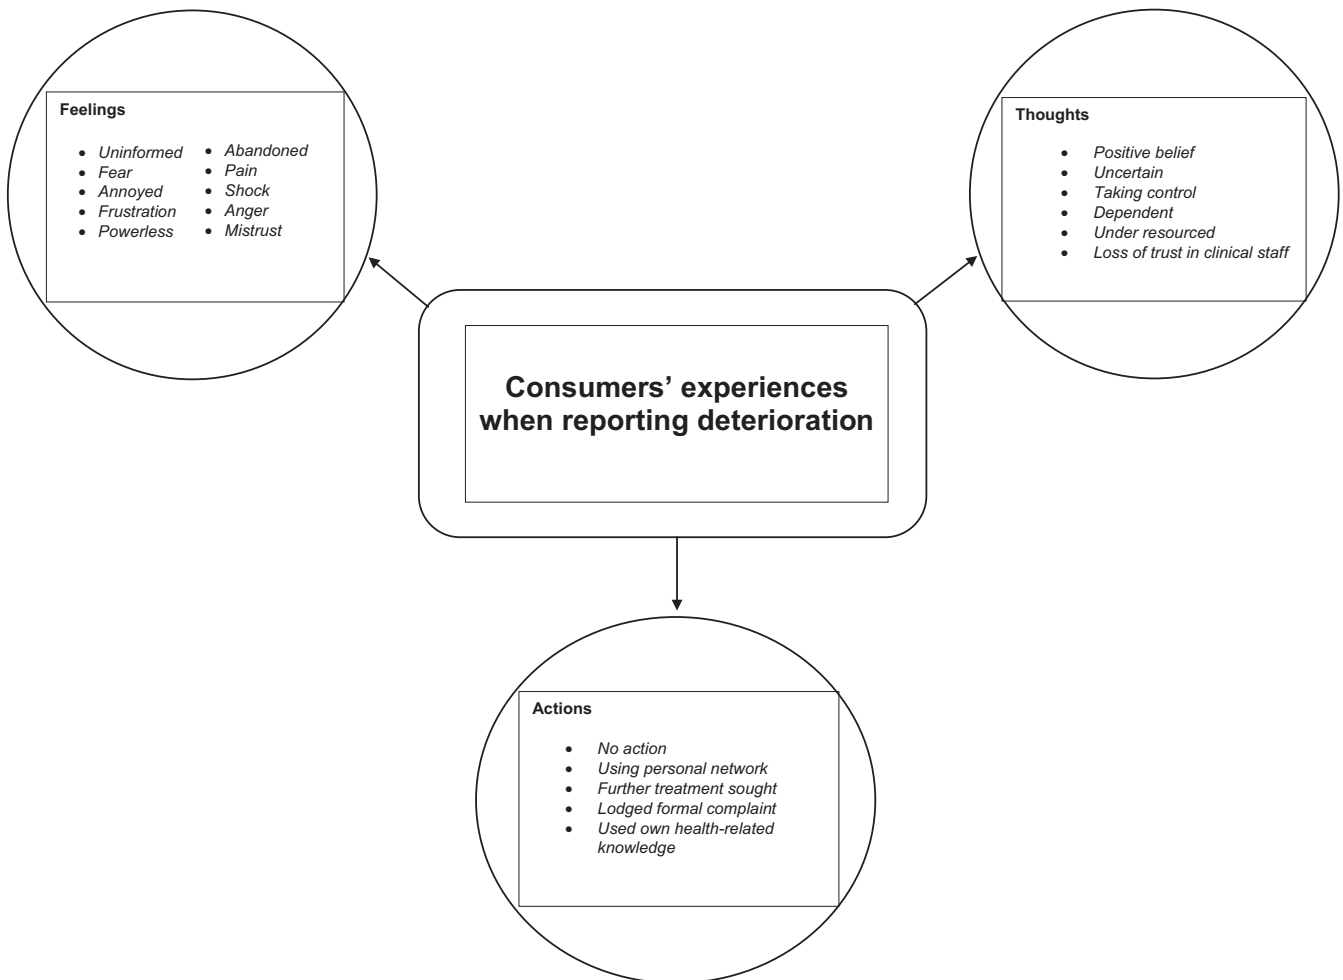 Feelings
• Uninformed
• Fear
• Annoyed
• Frustration
• Powerless
• Abandoned
• Pain
• Shock
• Anger
• Mistrust
Thoughts
• Positive belief
• Uncertain
• Taking control
• Dependent
• Under resourced
• Loss of trust in clinical staff
Consumers’ experiences
when reporting deterioration
Actions
• No action
• Using personal network
• Further treatment sought
• Lodged formal complaint
• Used own health-related
knowledge